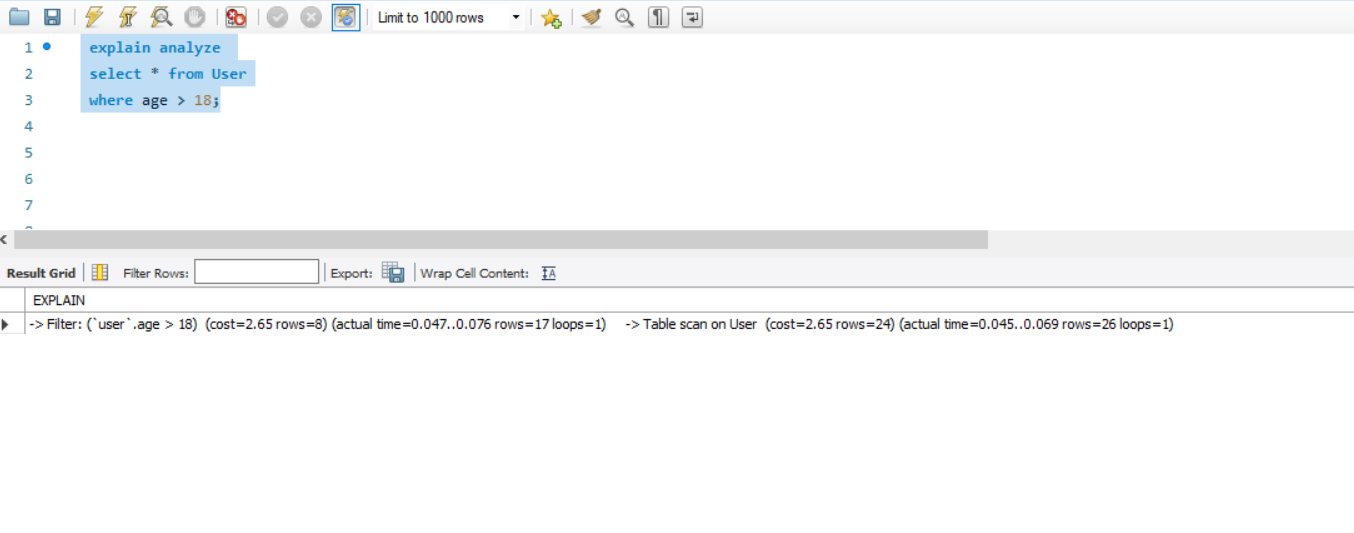 Limit to 1000 rows
1 explain analyze
2 select * from User
3 where age > 18;
4
5
6
7
Result Grid Filter Rows: Export: Wrap Cell Content:
EXPLAIN
-> Filter: (`user`.age > 18) (cost=2.65 rows=8) (actual time=0.047..0.076 rows=17 loops=1) -> Table scan on User (cost=2.65 rows=24) (actual time=0.045..0.069 rows=26 loops=1)